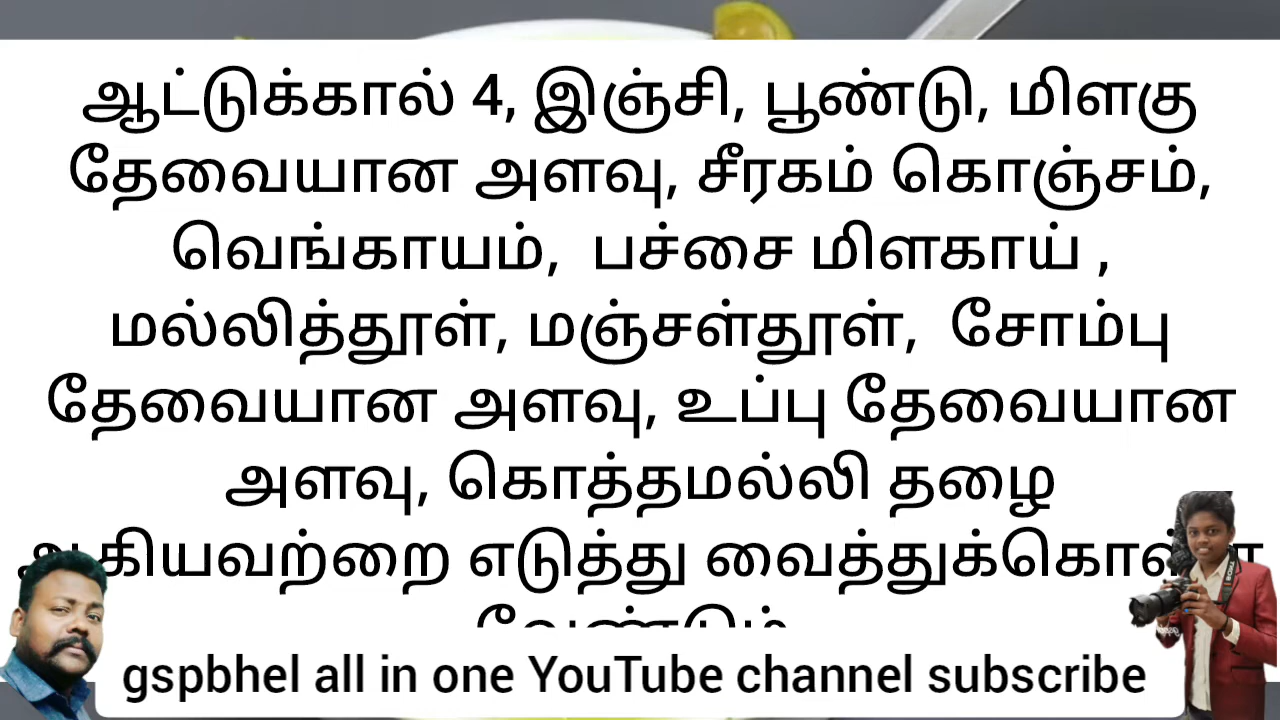 ஆட்டுக்கால் 4, இஞ்சி, பூண்டு, மிளகு
தேவையான அளவு, சீரகம் கொஞ்சம்,
வெங்காயம், பச்சை மிளகாய் ,
மல்லித்தூள், மஞ்சள்தூள், சோம்பு
தேவையான அளவு, உப்பு தேவையான
அளவு, கொத்தமல்லி தழை
ஆகியவற்றை எடுத்து வைத்துக்கொள்ள
வேண்டும்
gspbhel all in one YouTube channel subscribe